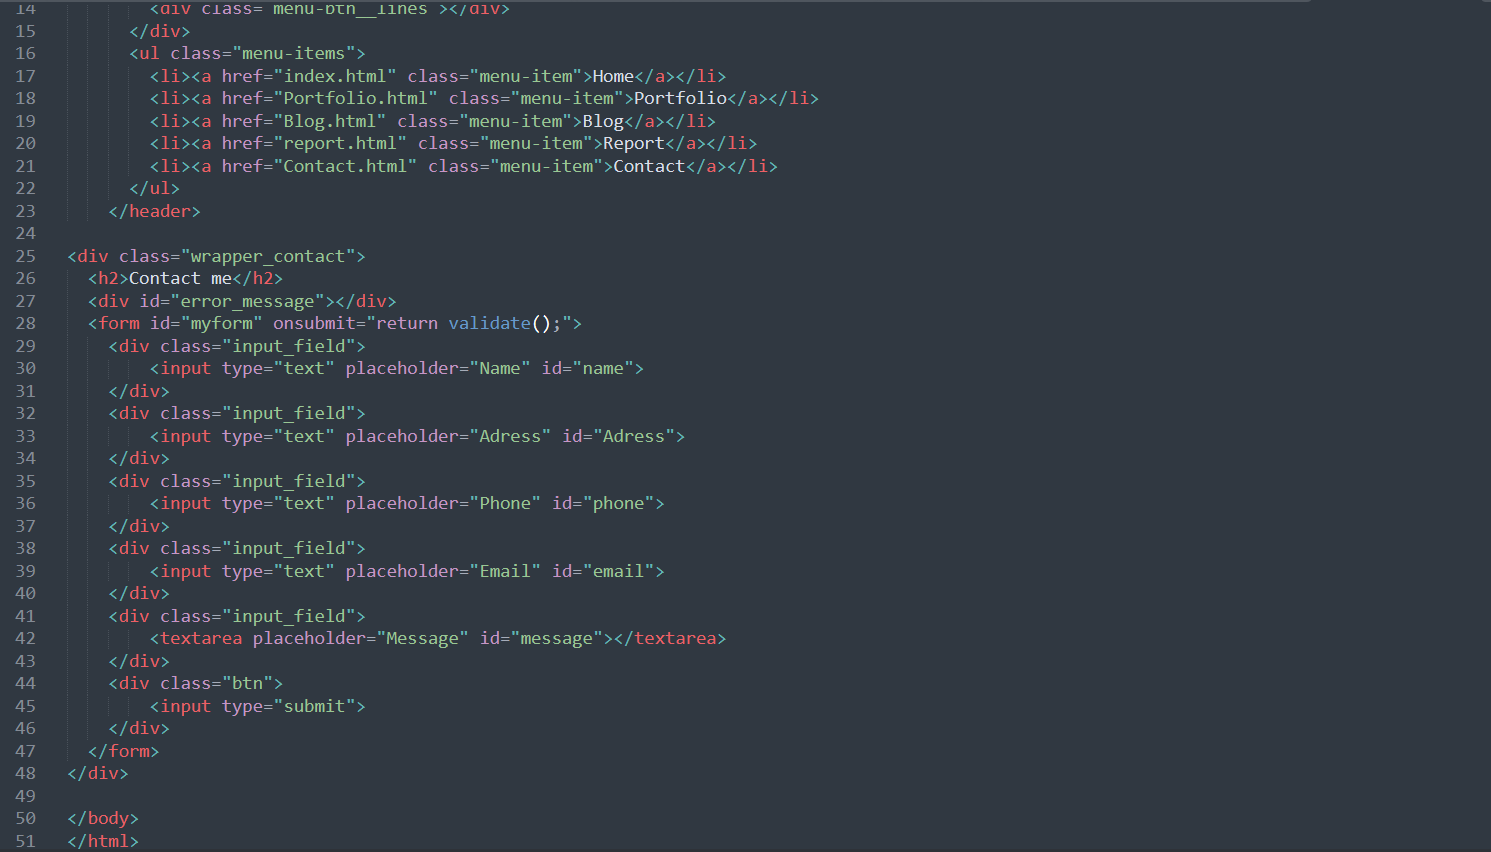 14 <div class="menu-btn__lines"></div>
15 </div>
16 <ul class="menu-items">
17 <li><a href="index.html" class="menu-item">Home</a></li>
18 <li><a href="Portfolio.html" class="menu-item">Portfolio</a></li>
19 <li><a href="Blog.html" class="menu-item">Blog</a></li>
20 <li><a href="report.html" class="menu-item">Report</a></li>
21 <li><a href="Contact.html" class="menu-item">Contact</a></li>
22 </ul>
23 </header>
24
25 <div class="wrapper_contact">
26 <h2>Contact me</h2>
27 <div id="error_message"></div>
28 <form id="myform" onsubmit="return validate();">
29 <div class="input_field">
30 <input type="text" placeholder="Name" id="name">
31 </div>
32 <div class="input_field">
33 <input type="text" placeholder="Adress" id="Adress">
34 </div>
35 <div class="input_field">
36 <input type="text" placeholder="Phone" id="phone">
37 </div>
38 <div class="input_field">
39 <input type="text" placeholder="Email" id="email">
40 </div>
41 <div class="input_field">
42 <textarea placeholder="Message" id="message"></textarea>
43 </div>
44 <div class="btn">
45 <input type="submit">
46 </div>
47 </form>
48 </div>
49
50 </body>
51 </html>